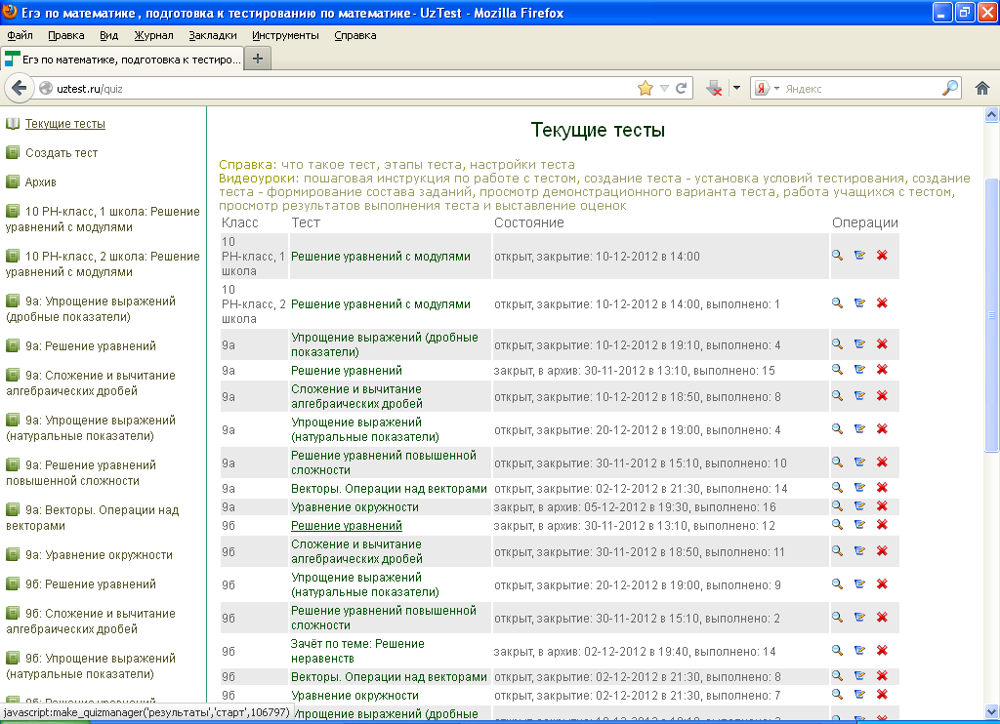 Егэ по математике , подготовка к тестированию по математике- UzTest - Mozilla Firefox
Файл Правка Вид Журнал Закладки Инструменты Справка
Егэ по математике, подготовка к тестиро...
uztest.ru/quiz
Яндекс
Текущие тесты
Создать тест
Архив
10 РН-класс, 1 школа: Решение
уравнений с модулями
10 РН-класс, 2 школа: Решение
уравнений с модулями
9а: Упрощение выражений
(дробные показатели)
9а: Решение уравнений
9а: Сложение и вычитание
алгебраических дробей
9а: Упрощение выражений
(натуральные показатели)
9а: Решение уравнений
повышенной сложности
9а: Векторы. Операции над
векторами
9а: Уравнение окружности
9б: Решение уравнений
9б: Сложение и вычитание
алгебраических дробей
9б: Упрощение выражений
(натуральные показатели)
9б: Решение уравнений
javascript:make_quizmanager('результаты','старт',106797)
Текущие тесты
Справка: что такое тест, этапы теста, настройки теста
Видеоуроки: пошаговая инструкция по работе с тестом, создание теста - установка условий тестирования, создание
теста - формирование состава заданий, просмотр демонстрационного варианта теста, работа учащихся с тестом,
просмотр результатов выполнения теста и выставление оценок
Класс Тест Состояние Операции
10
РН-класс, 1 Решение уравнений с модулями открыт, закрытие: 10-12-2012 в 14:00
школа
10
РН-класс, 2 Решение уравнений с модулями открыт, закрытие: 10-12-2012 в 14:00, выполнено: 1
школа
9а Упрощение выражений (дробные
показатели) открыт, закрытие: 10-12-2012 в 19:10, выполнено: 4
9а Решение уравнений закрыт, в архив: 30-11-2012 в 13:10, выполнено: 15
9а Сложение и вычитание
алгебраических дробей открыт, закрытие: 10-12-2012 в 18:50, выполнено: 8
9а Упрощение выражений
(натуральные показатели) открыт, закрытие: 20-12-2012 в 19:00, выполнено: 4
9а Решение уравнений повышенной
сложности открыт, закрытие: 30-11-2012 в 15:10, выполнено: 10
9а Векторы. Операции над векторами открыт, закрытие: 02-12-2012 в 21:30, выполнено: 14
9а Уравнение окружности закрыт, в архив: 05-12-2012 в 19:30, выполнено: 16
9б Решение уравнений закрыт, в архив: 30-11-2012 в 13:10, выполнено: 12
9б Сложение и вычитание
алгебраических дробей открыт, закрытие: 30-11-2012 в 18:50, выполнено: 11
9б Упрощение выражений
(натуральные показатели) открыт, закрытие: 20-12-2012 в 19:00, выполнено: 9
9б Решение уравнений повышенной
сложности открыт, закрытие: 30-11-2012 в 15:10, выполнено: 2
9б Зачёт по теме: Решение
неравенств закрыт, в архив: 02-12-2012 в 19:40, выполнено: 14
9б Векторы. Операции над векторами открыт, закрытие: 02-12-2012 в 21:30, выполнено: 8
9б Уравнение окружности открыт, закрытие: 02-12-2012 в 21:30, выполнено: 7
Упрощение выражений (дробные